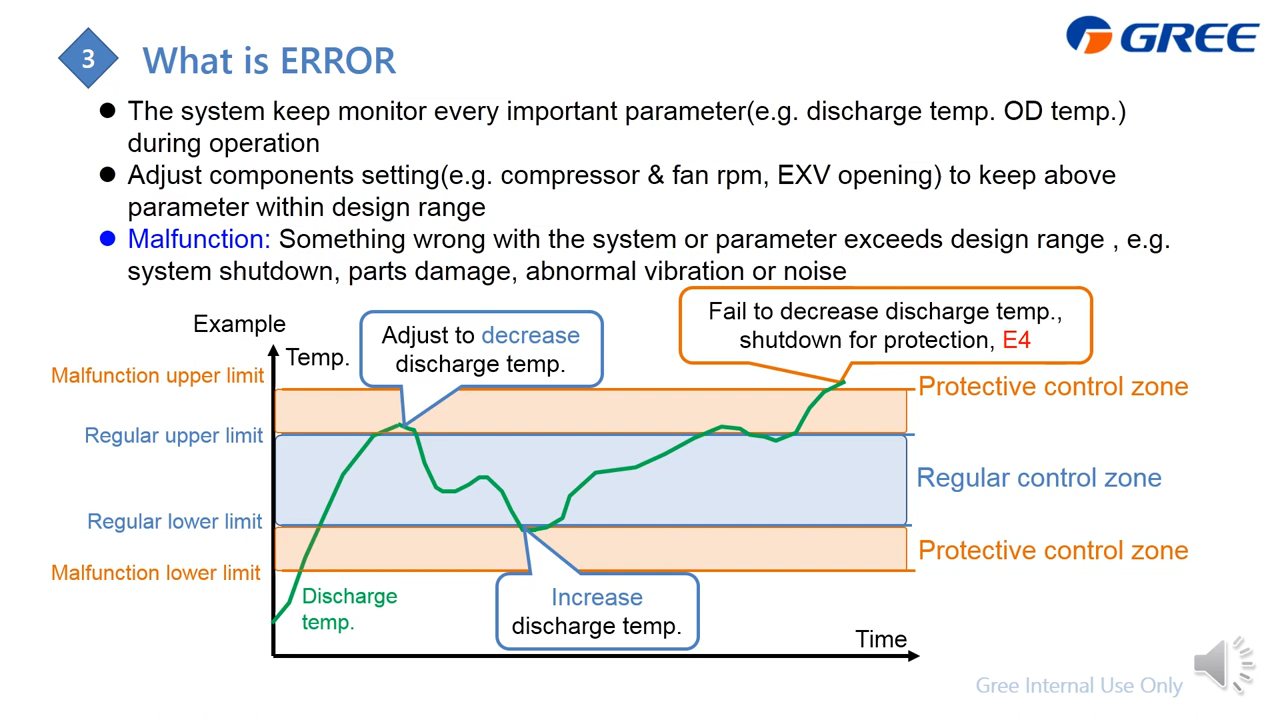 3
What is ERROR
GREE
The system keep monitor every important parameter(e.g. discharge temp. OD temp.)
during operation
Adjust components setting(e.g. compressor & fan rpm, EXV opening) to keep above
parameter within design range
Malfunction: Something wrong with the system or parameter exceeds design range , e.g.
system shutdown, parts damage, abnormal vibration or noise
Example
Temp.
Adjust to decrease
discharge temp.
Fail to decrease discharge temp.,
shutdown for protection, E4
Malfunction upper limit
Protective control zone
Regular upper limit
Regular control zone
Regular lower limit
Protective control zone
Malfunction lower limit
Discharge
temp.
Increase
discharge temp.
Time
Gree Internal Use Only